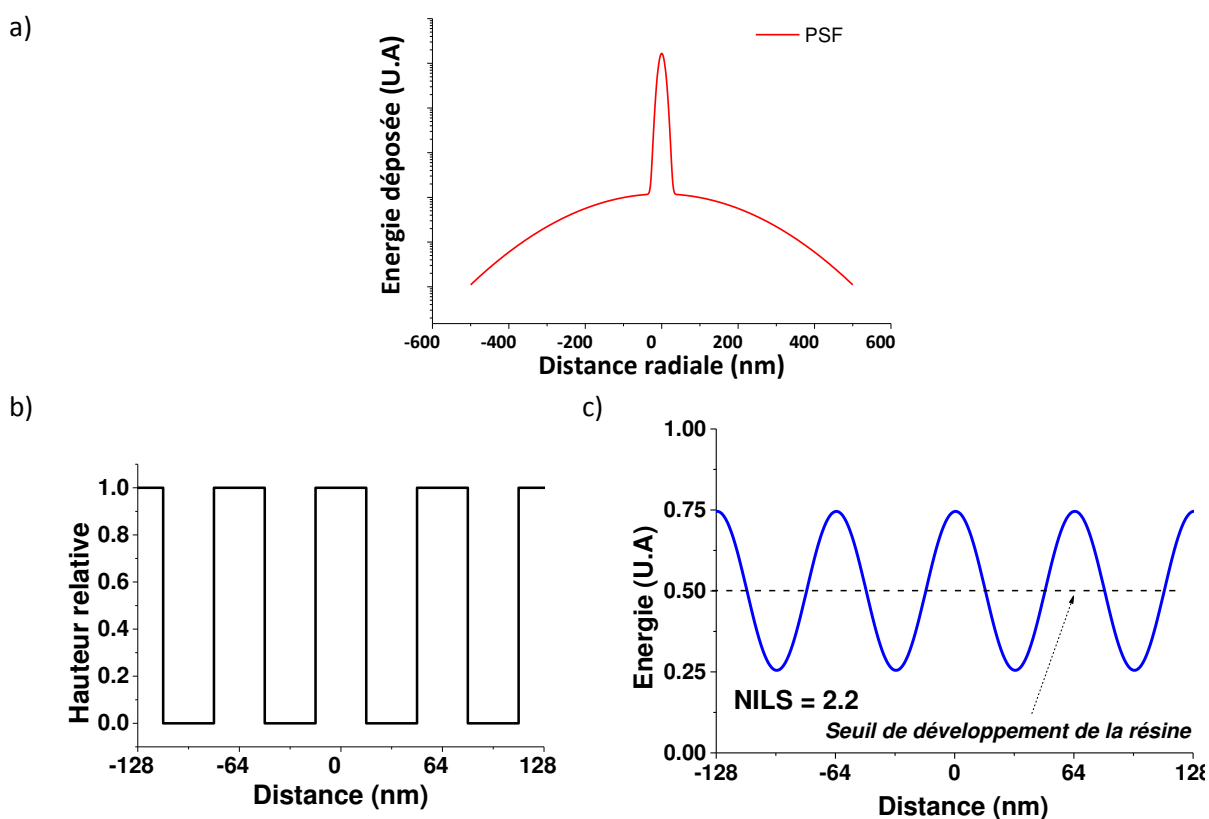 a)
PSF
Energie déposée (U.A)
-600 -400 -200 0 200 400 600
Distance radiale (nm)
b)
c)
Hauteur relative
1.0
0.8
0.6
0.4
0.2
0.0
-128 -64 0 64 128
Distance (nm)
Energie (U.A)
1.00
0.75
0.50
0.25
0.00
NILS = 2.2
Seuil de développement de la résine
-128 -64 0 64 128
Distance (nm)